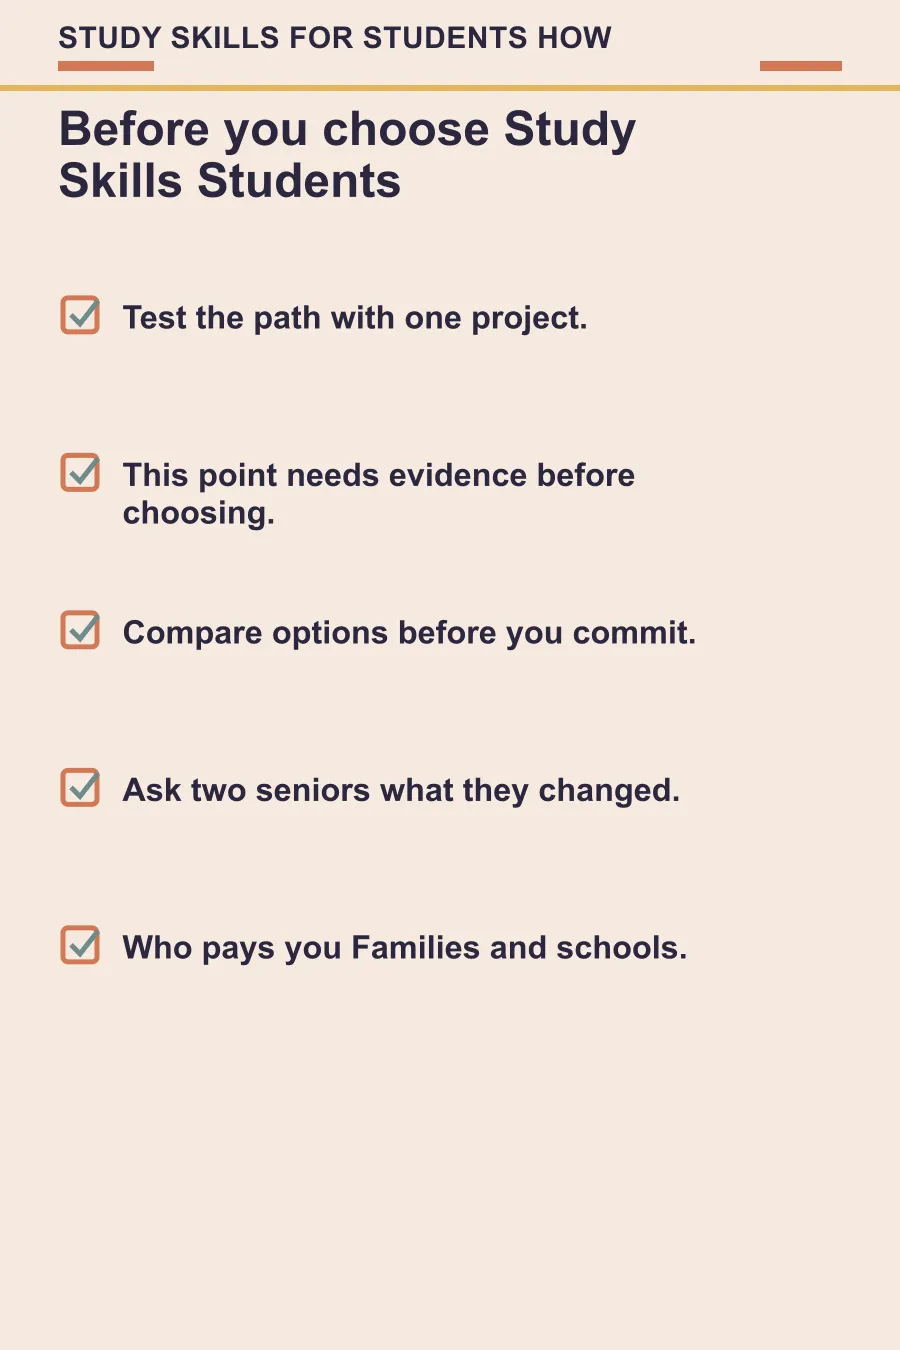 STUDY SKILLS FOR STUDENTS HOW
Before you choose Study
Skills Students
Test the path with one project.
This point needs evidence before
choosing.
Compare options before you commit.
Ask two seniors what they changed.
Who pays you Families and schools.